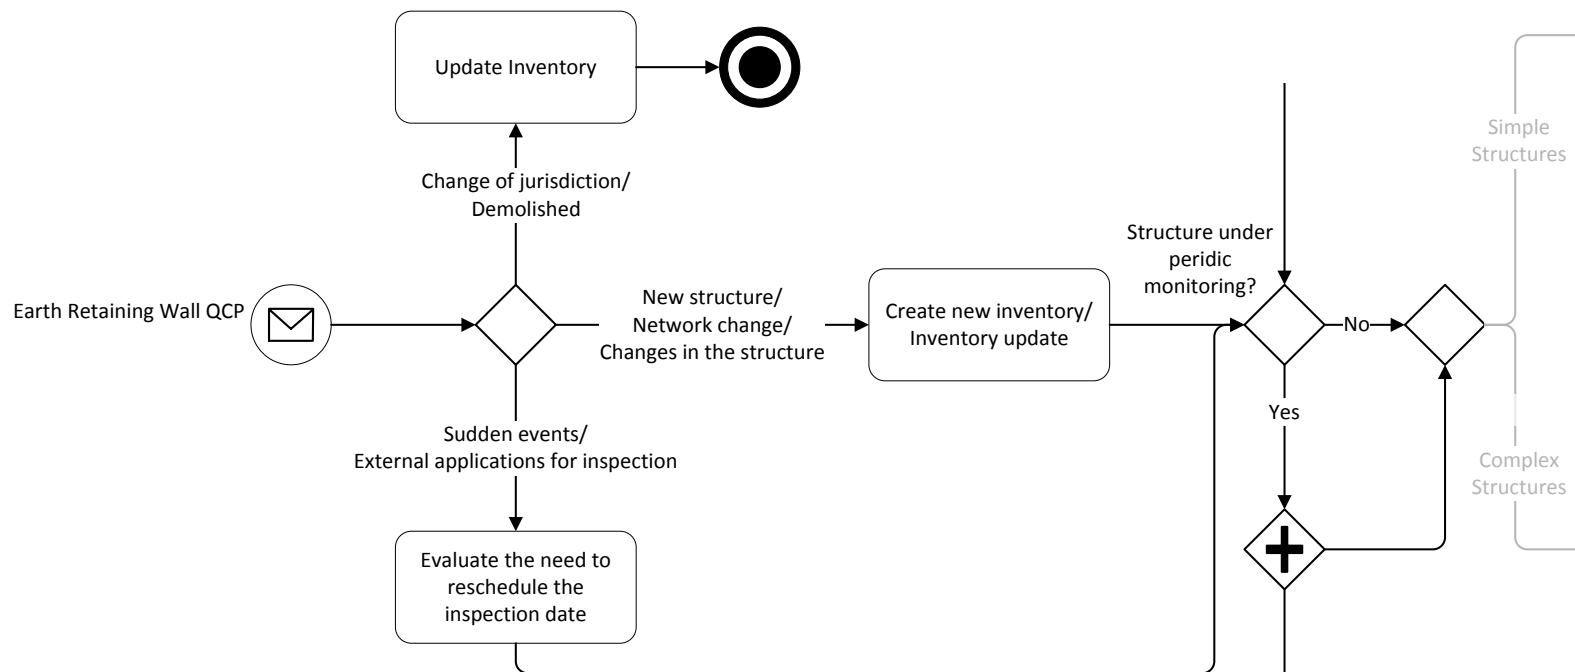 Update Inventory
Simple
Structures
Change of jurisdiction/
Demolished
Structure under
peridic
monitoring?
Earth Retaining Wall QCP
New structure/
Network change/
Changes in the structure
Create new inventory/
Inventory update
No
Yes
Sudden events/
External applications for inspection
Complex
Structures
Evaluate the need to
reschedule the
inspection date